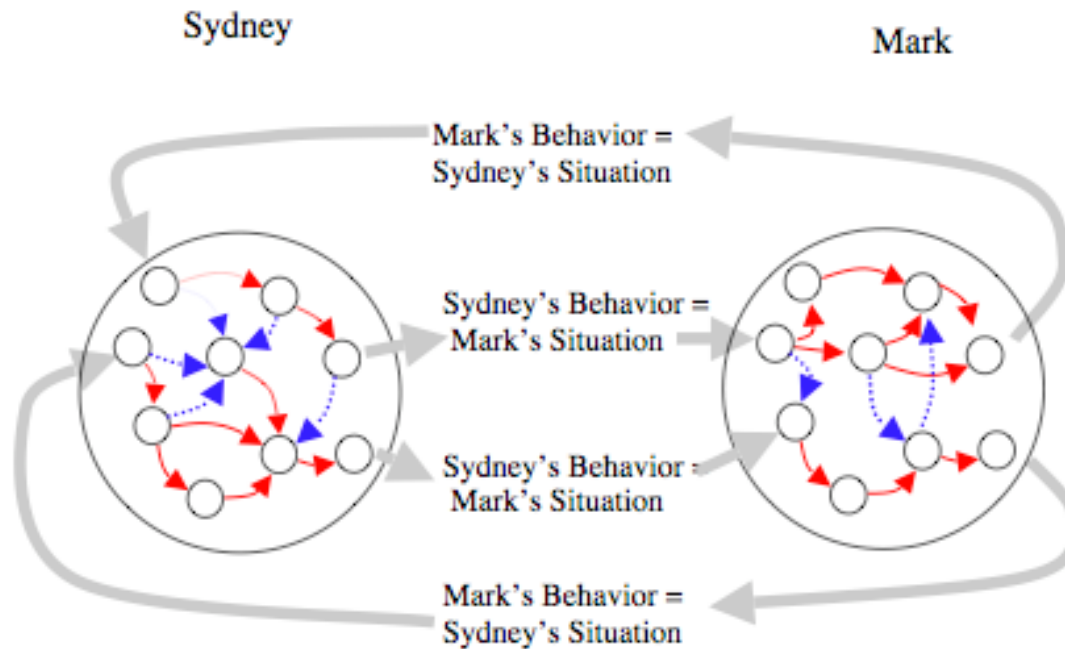 Sydney
Mark
Mark's Behavior =
Sydney's Situation
Sydney's Behavior =
Mark's Situation
Sydney's Behavior =
Mark's Situation
Mark's Behavior =
Sydney's Situation